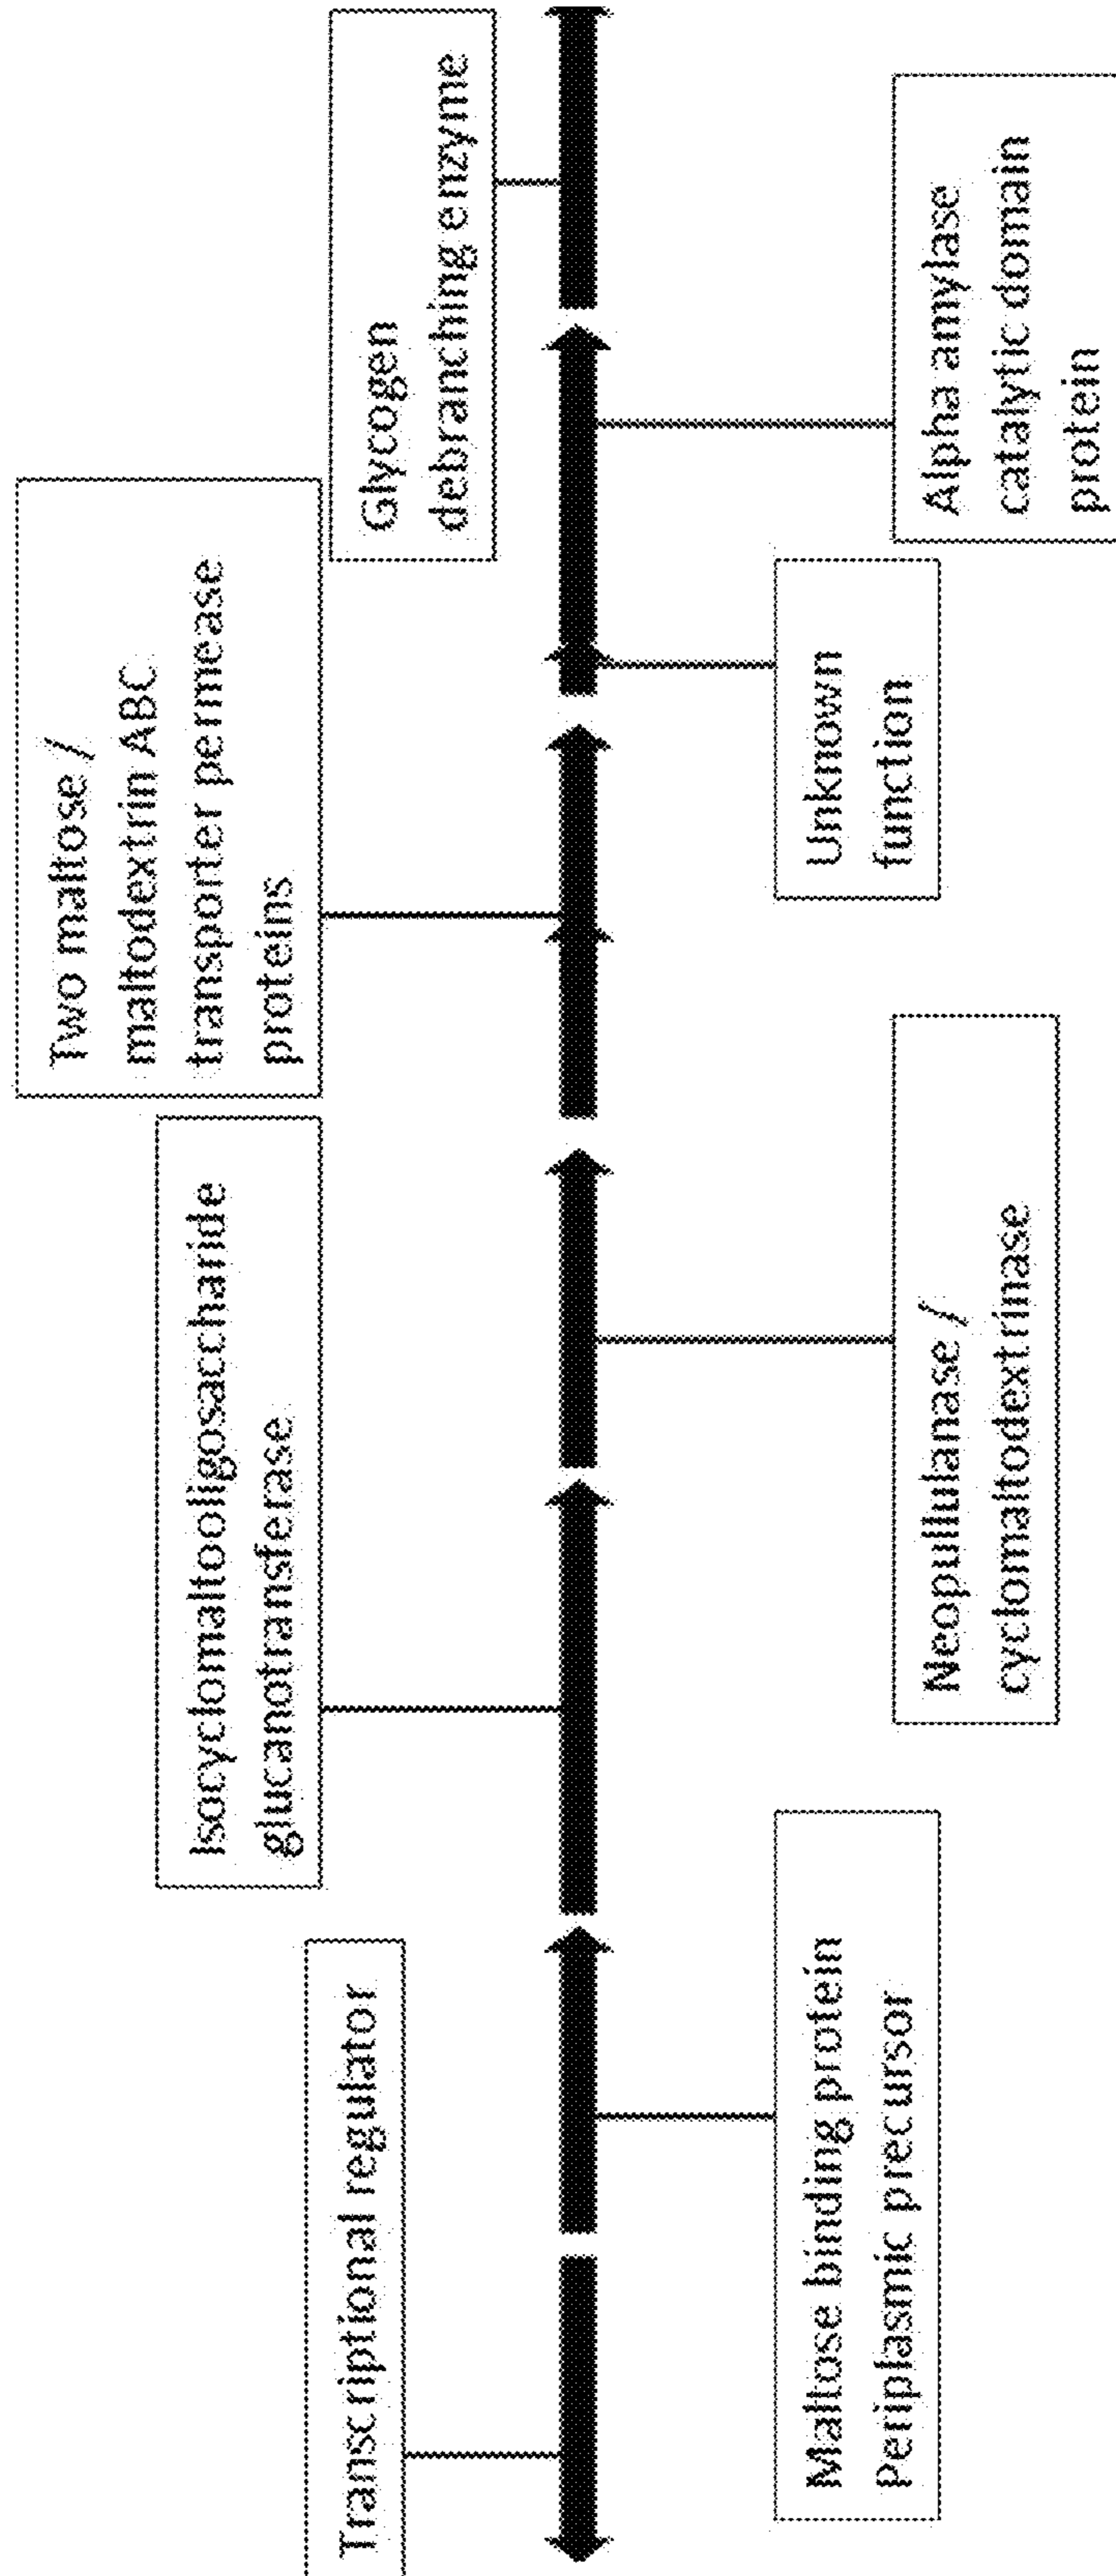 Transcriptional regulator
Maltose binding protein
Periplasmic precursor
Isocyclomaltooligosaccharide
glucanotransferase
Neopullulanase /
cyclomaltodextrinase
Two maltose /
maltodextrin ABC
transporter permease
proteins
Unknown
function
Alpha amylase
catalytic domain
protein
Glycogen
debranching enzyme